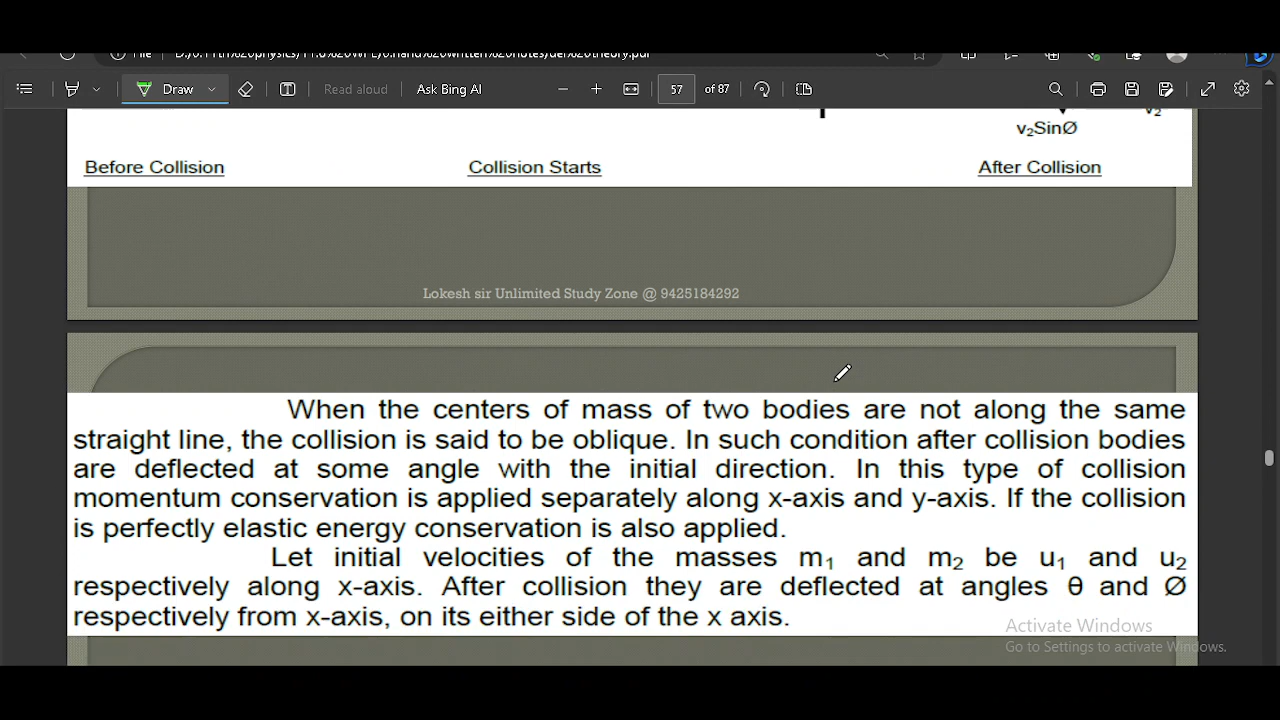 Draw
Read aloud
Ask Bing AI
57
of 87
v2
v₂SinØ
Before Collision
Collision Starts
After Collision
Lokesh sir Unlimited Study Zone @ 9425184292
When the centers of mass of two bodies are not along the same
straight line, the collision is said to be oblique. In such condition after collision bodies
are deflected at some angle with the initial direction. In this type of collision
momentum conservation is applied separately along x-axis and y-axis. If the collision
is perfectly elastic energy conservation is also applied.
Let initial velocities of the masses m₁ and m₂ be u₁ and u₂
respectively along x-axis. After collision they are deflected at angles θ and Ø
respectively from x-axis, on its either side of the x axis.
Activate Windows
Go to Settings to activate Windows.